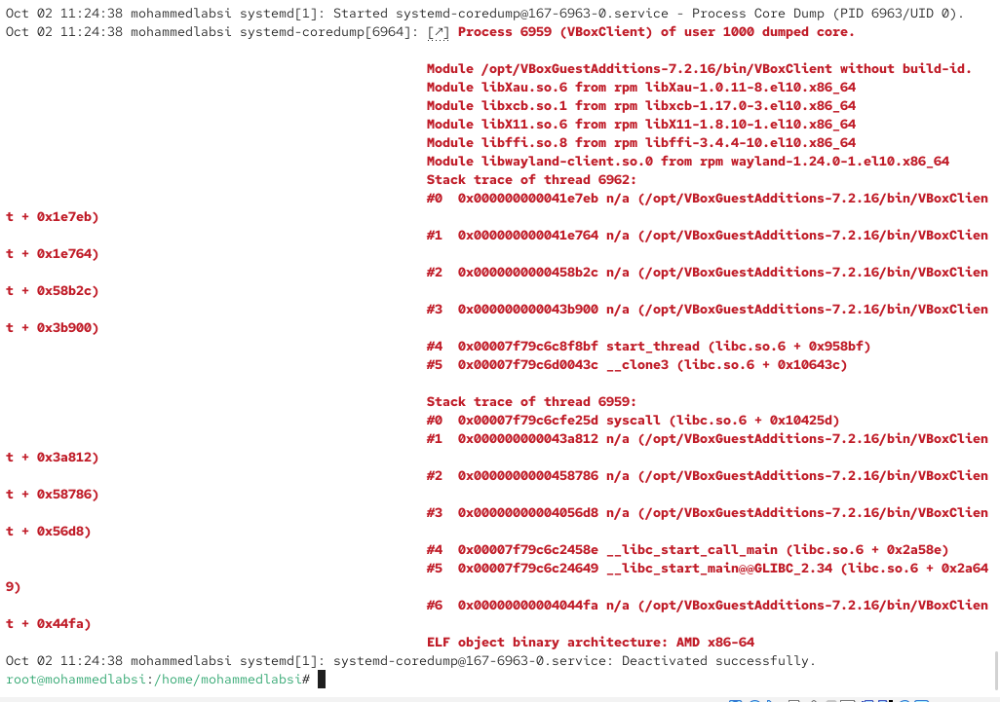 Oct 02 11:24:38 mohammedlabsi systemd[1]: Started systemd-coredump@167-6963-0.service - Process Core Dump (PID 6963/UID 0).
Oct 02 11:24:38 mohammedlabsi systemd-coredump[6964]: [↗] Process 6959 (VBoxClient) of user 1000 dumped core.
Module /opt/VBoxGuestAdditions-7.2.16/bin/VBoxClient without build-id.
Module libXau.so.6 from rpm libXau-1.0.11-8.el10.x86_64
Module libxcb.so.1 from rpm libxcb-1.17.0-3.el10.x86_64
Module libX11.so.6 from rpm libX11-1.8.10-1.el10.x86_64
Module libffi.so.8 from rpm libffi-3.4.4-10.el10.x86_64
Module libwayland-client.so.0 from rpm wayland-1.24.0-1.el10.x86_64
Stack trace of thread 6962:
#0  0x000000000041e7eb n/a (/opt/VBoxGuestAdditions-7.2.16/bin/VBoxClien
t + 0x1e7eb)
#1  0x000000000041e764 n/a (/opt/VBoxGuestAdditions-7.2.16/bin/VBoxClien
t + 0x1e764)
#2  0x0000000000458b2c n/a (/opt/VBoxGuestAdditions-7.2.16/bin/VBoxClien
t + 0x58b2c)
#3  0x000000000043b900 n/a (/opt/VBoxGuestAdditions-7.2.16/bin/VBoxClien
t + 0x3b900)
#4  0x00007f79c6c8f8bf start_thread (libc.so.6 + 0x958bf)
#5  0x00007f79c6d0043c __clone3 (libc.so.6 + 0x10643c)
Stack trace of thread 6959:
#0  0x00007f79c6cfe25d syscall (libc.so.6 + 0x10425d)
#1  0x000000000043a812 n/a (/opt/VBoxGuestAdditions-7.2.16/bin/VBoxClien
t + 0x3a812)
#2  0x0000000000458786 n/a (/opt/VBoxGuestAdditions-7.2.16/bin/VBoxClien
t + 0x58786)
#3  0x00000000004056d8 n/a (/opt/VBoxGuestAdditions-7.2.16/bin/VBoxClien
t + 0x56d8)
#4  0x00007f79c6c2458e __libc_start_call_main (libc.so.6 + 0x2a58e)
#5  0x00007f79c6c24649 __libc_start_main@@GLIBC_2.34 (libc.so.6 + 0x2a64
9)
#6  0x00000000004044fa n/a (/opt/VBoxGuestAdditions-7.2.16/bin/VBoxClien
t + 0x44fa)
ELF object binary architecture: AMD x86-64
Oct 02 11:24:38 mohammedlabsi systemd[1]: systemd-coredump@167-6963-0.service: Deactivated successfully.
root@mohammedlabsi:/home/mohammedlabsi#